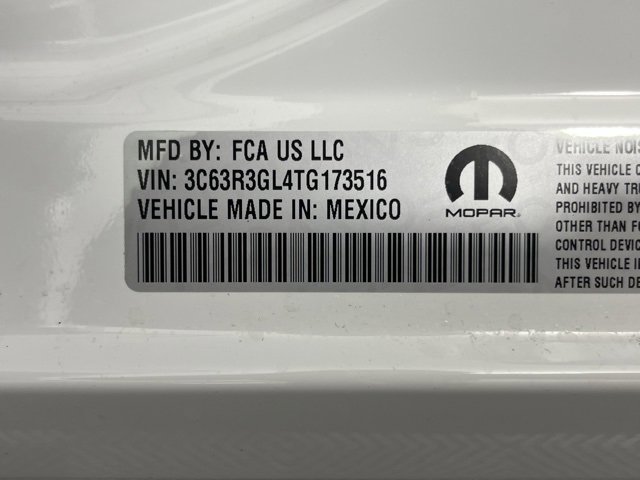 MFD BY: FCA US LLC
VIN: 3C63R3GL4TG173516
VEHICLE MADE IN: MEXICO
MOPAR
VEHICLE NOIS
THIS VEHICLE C
AND HEAVY TR
PROHIBITED BY
OTHER THAN FO
CONTROL DEVIC
THIS VEHICLE I
AFTER SUCH DE